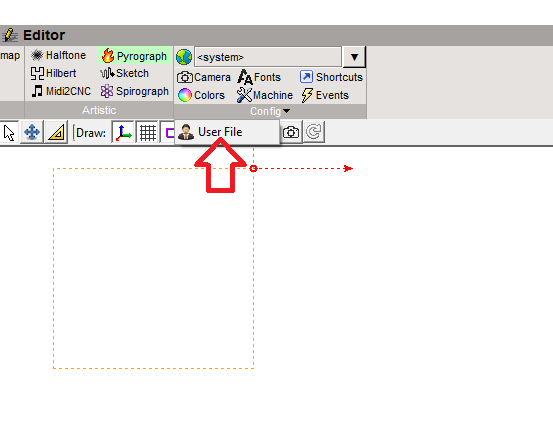 Editor
map Halftone Pyrograph <system>
Hilbert Sketch Camera Fonts Shortcuts
Midi2CNC Spirograph Colors Machine Events
Artistic Config
Draw:
User File